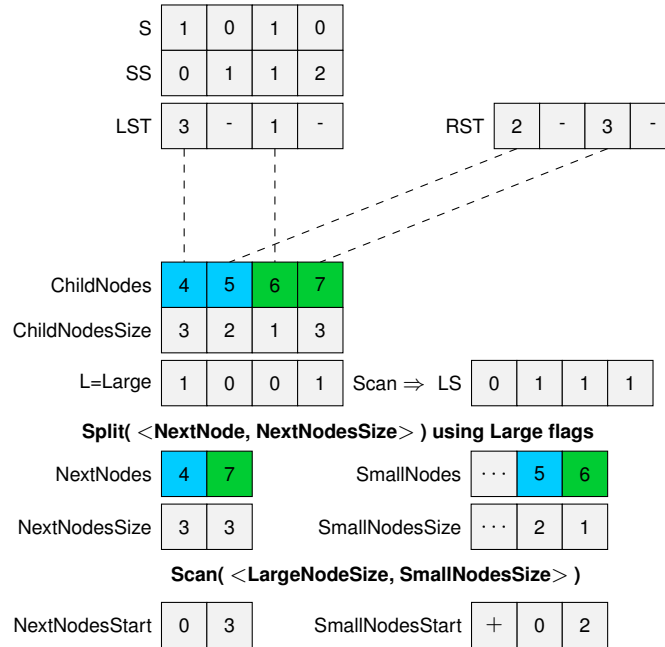 S 1 0 1 0
SS 0 1 1 2
LST 3 - 1 - RST 2 - 3 -
ChildNodes 4 5 6 7
ChildNodesSize 3 2 1 3
L=Large 1 0 0 1 Scan ⇒ LS 0 1 1 1
Split( <NextNode, NextNodesSize> ) using Large flags
NextNodes 4 7 SmallNodes ··· 5 6
NextNodesSize 3 3 SmallNodesSize ··· 2 1
Scan( <LargeNodeSize, SmallNodesSize> )
NextNodesStart 0 3 SmallNodesStart + 0 2